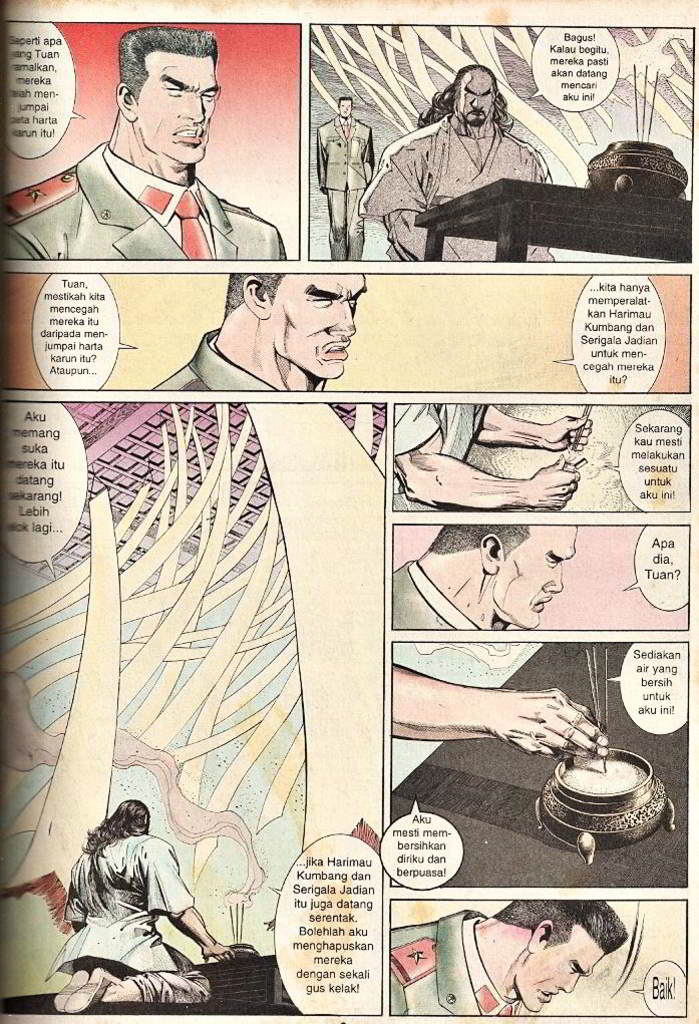 Seperti apa
yang Tuan
ramalkan,
mereka
telah men-
jumpai
peta harta
karun itu!
Bagus!
Kalau begitu,
mereka pasti
akan datang
mencari
aku ini!
Tuan,
mestikah kita
mencegah
mereka itu
daripada men-
jumpai harta
karun itu?
Ataupun...
...kita hanya
memperalat-
kan Harimau
Kumbang dan
Serigala Jadian
untuk men-
cegah mereka
itu?
Aku
memang
suka
mereka itu
datang
sekarang!
Lebih
elok lagi...
...jika Harimau
Kumbang dan
Serigala Jadian
itu juga datang
serentak.
Bolehlah aku
menghapuskan
mereka
dengan sekali
gus kelak!
Sekarang
kau mesti
melakukan
sesuatu
untuk
aku ini!
Apa
dia,
Tuan?
Sediakan
air yang
bersih
untuk
aku ini!
Aku
mesti mem-
bersihkan
diriku dan
berpuasa!
Baik!